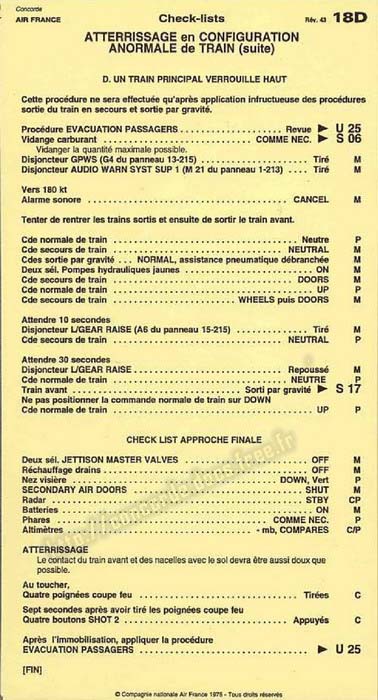 Concorde
AIR FRANCE Check-lists Rév. 43 18D
ATTERRISSAGE en CONFIGURATION
ANORMALE de TRAIN (suite)
D. UN TRAIN PRINCIPAL VERROUILLE HAUT
Cette procédure ne sera effectuée qu'après application infructueuse des procédures
sortie du train en secours et sortie par gravité.
Procédure EVACUATION PASSAGERS .................. Revue ► U 25
Vidange carburant .................. COMME NEC. ► S 06
Vidanger la quantité maximale possible.
Disjoncteur GPWS (G4 du panneau 13-215) .................. Tiré M
Disjoncteur AUDIO WARN SYST SUP 1 (M 21 du panneau 1-213) .... Tiré M
Vers 180 kt
Alarme sonore .................. CANCEL M
Tenter de rentrer les trains sortis et ensuite de sortir le train avant.
Cde normale de train .................. Neutre P
Cde secours de train .................. NEUTRAL M
Cdes sortie par gravité ... NORMAL, assistance pneumatique débranchée M
Deux sél. Pompes hydrauliques jaunes .................. ON M
Cde secours de train .................. DOORS M
Cde normale de train .................. UP P
Cde secours de train .................. WHEELS puis DOORS M
Attendre 10 secondes
Disjoncteur L/GEAR RAISE (A6 du panneau 15-215) .................. Tiré M
Cde secours de train .................. NEUTRAL P
Attendre 30 secondes
Disjoncteur L/GEAR RAISE .................. Repoussé M
Cde normale de train .................. NEUTRE P
Train avant .................. Sorti par gravité ► S 17
Ne pas positionner la commande normale de train sur DOWN
Cde normale de train .................. UP P
CHECK LIST APPROCHE FINALE
Deux sél. JETTISON MASTER VALVES .................. OFF M
Réchauffage drains .................. OFF M
Nez visière .................. DOWN, Vert P
SECONDARY AIR DOORS .................. SHUT M
Radar .................. STBY CP
Batteries .................. ON M
Phares .................. COMME NEC. P
Altimètres .................. - mb, COMPARES C/P
ATTERRISSAGE
Le contact du train avant et des nacelles avec le sol devra être aussi doux que
possible.
Au toucher,
Quatre poignées coupe feu .................. Tirées C
Sept secondes après avoir tiré les poignées coupe feu
Quatre boutons SHOT 2 .................. Appuyés C
Après l'immobilisation, appliquer la procédure
EVACUATION PASSAGERS .................. ► U 25
[FIN]
© Compagnie nationale Air France 1975 - Tous droits réservés